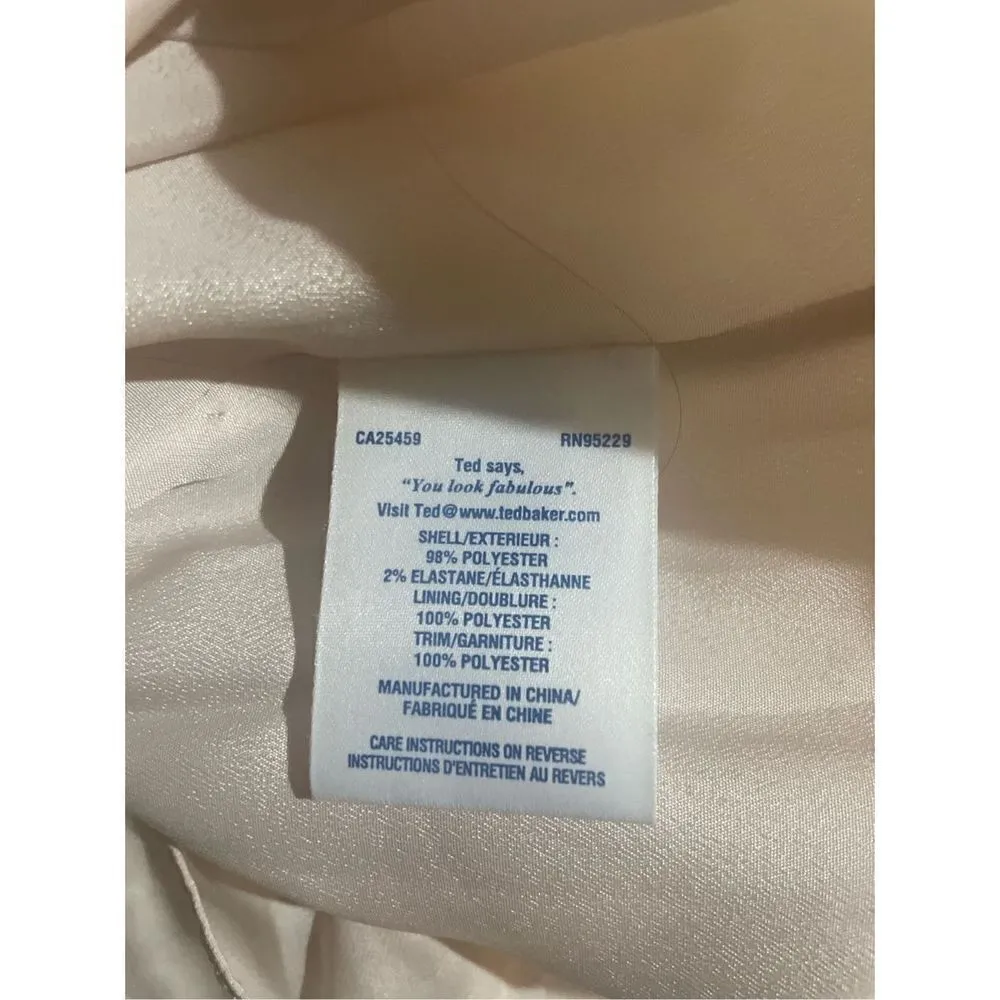 CA25459 RN95229
Ted says,
“You look fabulous”.
Visit Ted@www.tedbaker.com
SHELL/EXTERIEUR :
98% POLYESTER
2% ELASTANE/ÉLASTHANNE
LINING/DOUBLURE :
100% POLYESTER
TRIM/GARNITURE :
100% POLYESTER
MANUFACTURED IN CHINA/
FABRIQUÉ EN CHINE
CARE INSTRUCTIONS ON REVERSE
INSTRUCTIONS D'ENTRETIEN AU REVERS